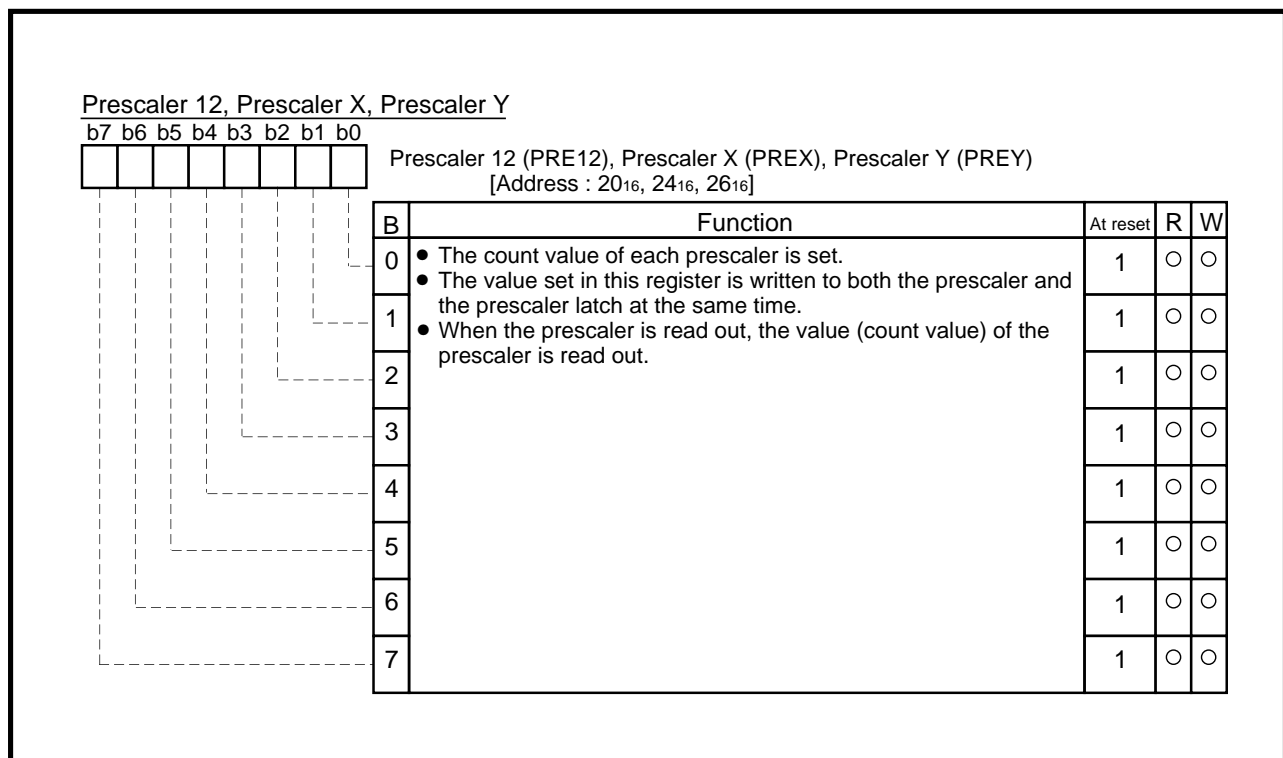 Prescaler 12, Prescaler X, Prescaler Y
b7 b6 b5 b4 b3 b2 b1 b0
Prescaler 12 (PRE12), Prescaler X (PREX), Prescaler Y (PREY)
[Address : 2016, 2416, 2616]
B Function At reset R W
0 ● The count value of each prescaler is set. 1 ○ ○
● The value set in this register is written to both the prescaler and
the prescaler latch at the same time.
1 1 ○ ○
● When the prescaler is read out, the value (count value) of the
prescaler is read out.
2 1 ○ ○
3 1 ○ ○
4 1 ○ ○
5 1 ○ ○
6 1 ○ ○
7 1 ○ ○